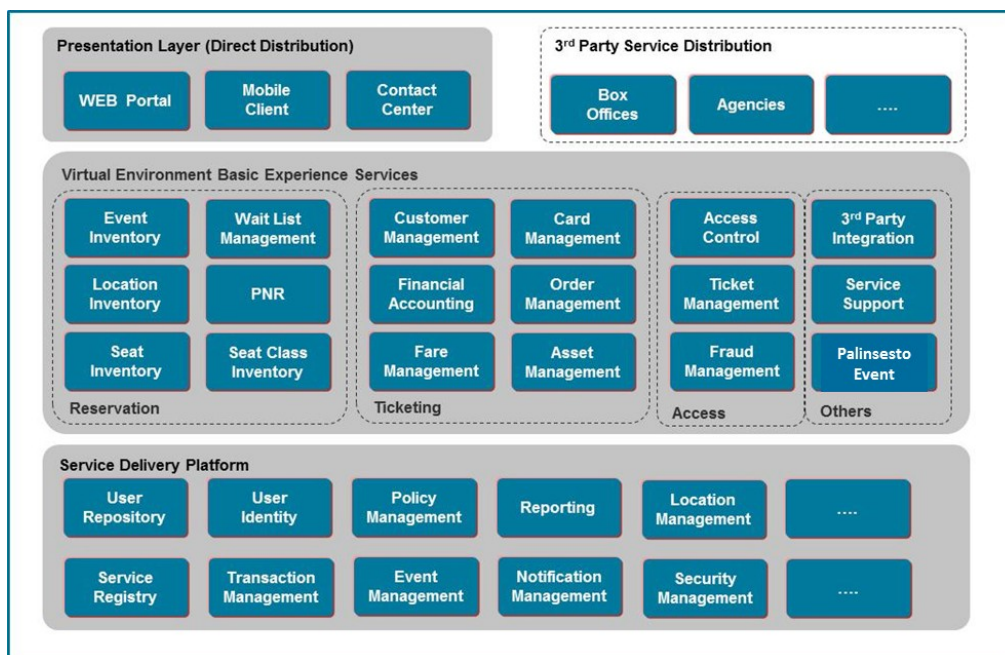 Presentation Layer (Direct Distribution)
WEB Portal
Mobile
Client
Contact
Center
3rd Party Service Distribution
Box
Offices
Agencies
....
Virtual Environment Basic Experience Services
Event
Inventory
Wait List
Management
Location
Inventory
PNR
Seat
Inventory
Seat Class
Inventory
Reservation
Customer
Management
Card
Management
Financial
Accounting
Order
Management
Fare
Management
Asset
Management
Ticketing
Access
Control
Ticket
Management
Fraud
Management
Access
3rd Party
Integration
Service
Support
Palinsesto
Event
Others
Service Delivery Platform
User
Repository
User
Identity
Policy
Management
Reporting
Location
Management
....
Service
Registry
Transaction
Management
Event
Management
Notification
Management
Security
Management
....